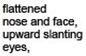 flattened
nose and face,
upward slanting
eyes,